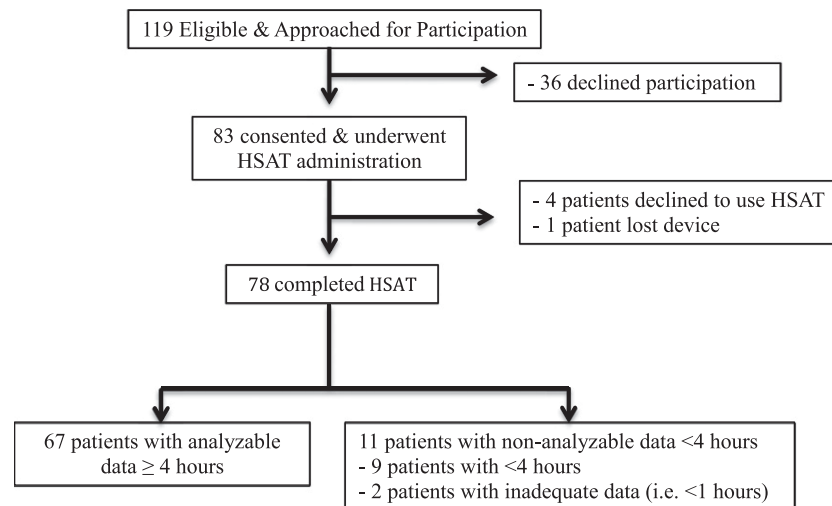 119 Eligible & Approached for Participation
- 36 declined participation
83 consented & underwent
HSAT administration
- 4 patients declined to use HSAT
- 1 patient lost device
78 completed HSAT
67 patients with analyzable
data ≥ 4 hours
11 patients with non-analyzable data <4 hours
- 9 patients with <4 hours
- 2 patients with inadequate data (i.e. <1 hours)